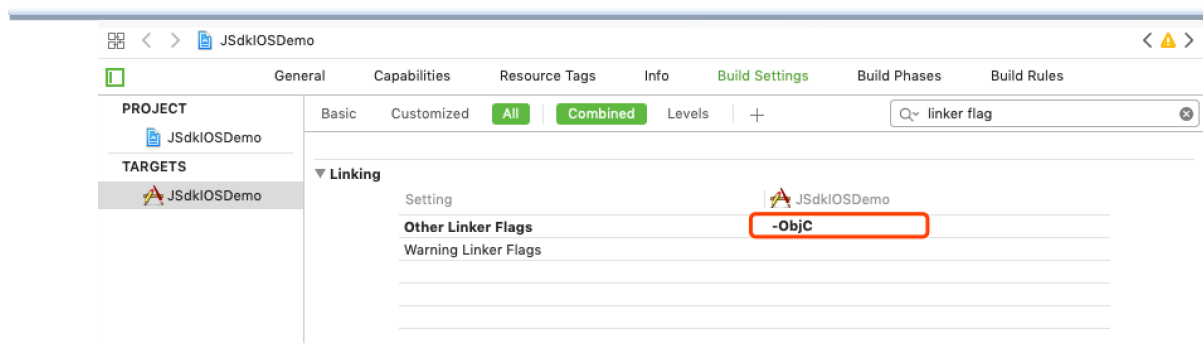 JSdkIOSDemo
General Capabilities Resource Tags Info Build Settings Build Phases Build Rules
PROJECT
JSdkIOSDemo
TARGETS
JSdkIOSDemo
Basic Customized All Combined Levels + linker flag
Linking
Setting JSdkIOSDemo
Other Linker Flags -ObjC
Warning Linker Flags